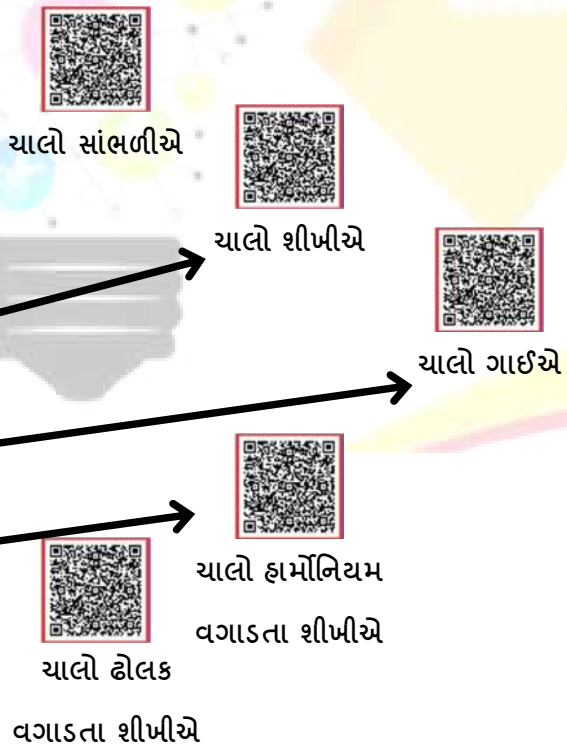 ચાલો સાંભળીએ
ચાલો શીખીએ
ચાલો ગાઈએ
ચાલો હાર્મોનિયમ
વગાડતા શીખીએ
ચાલો ઢોલક
વગાડતા શીખીએ